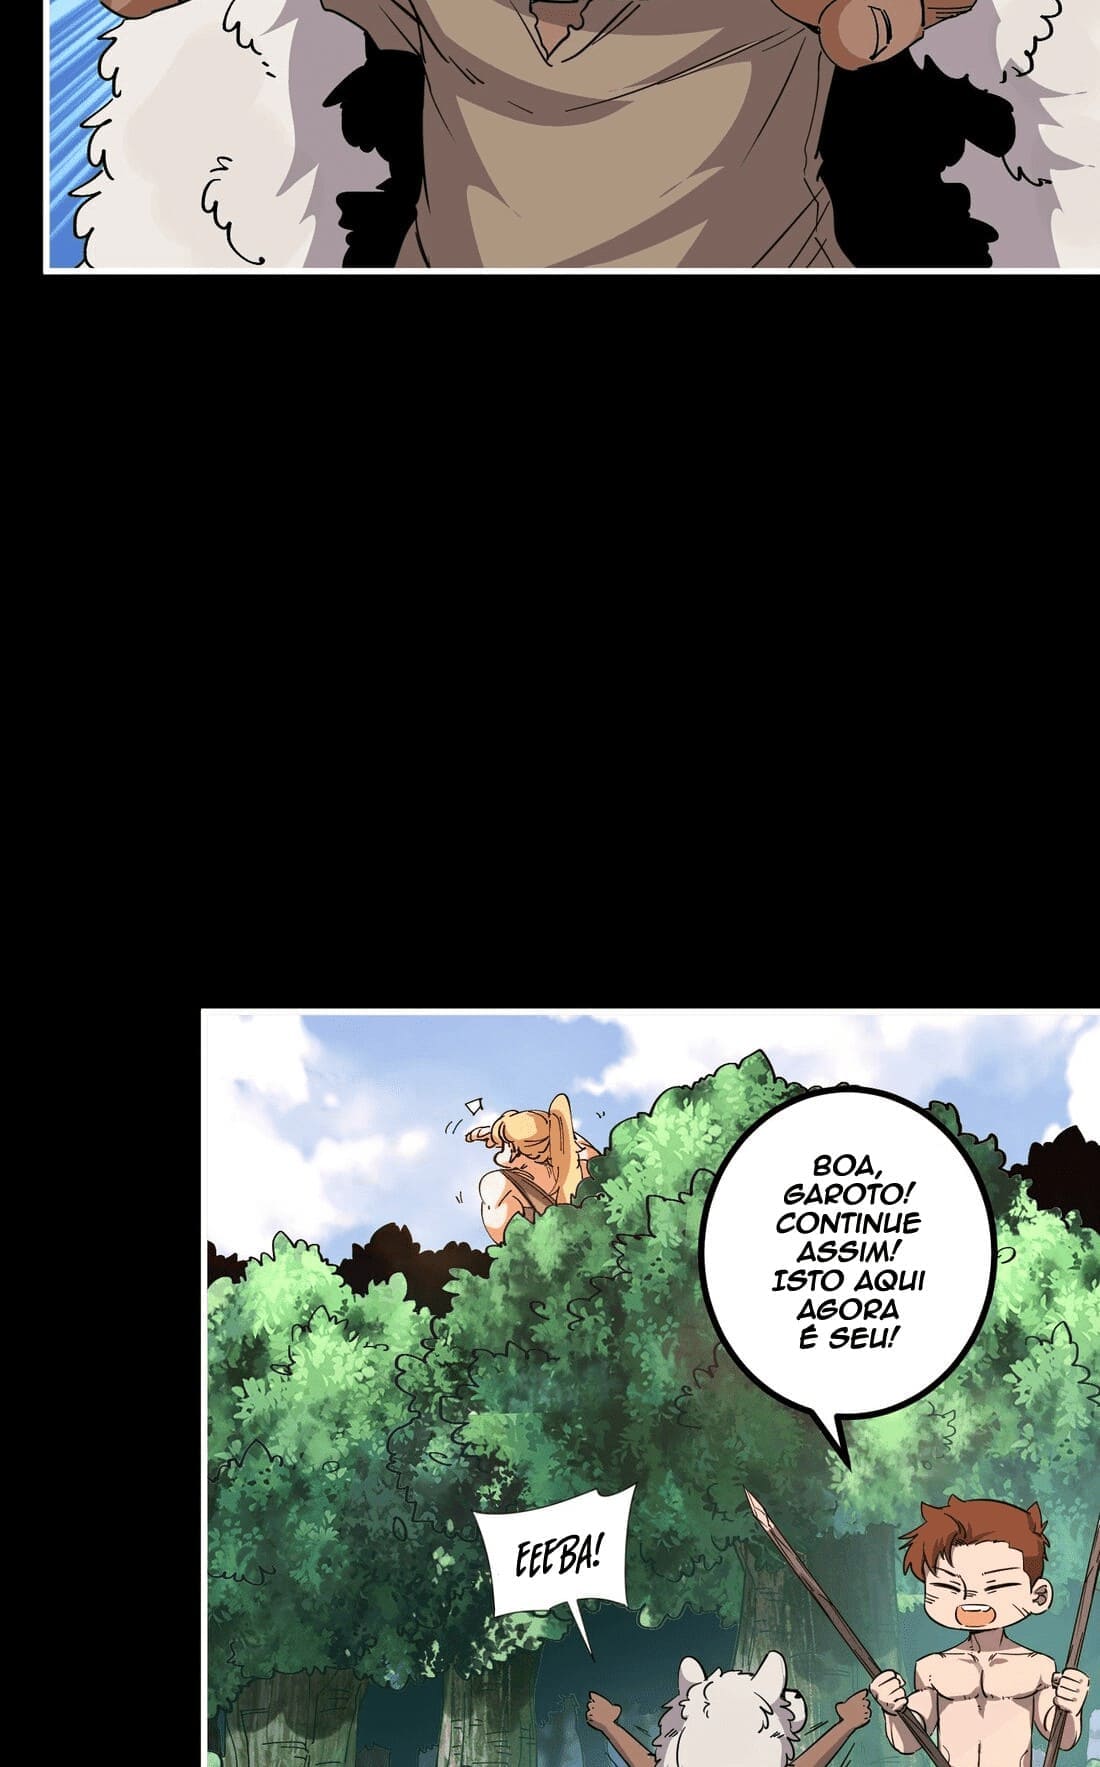 BOA,
GAROTO!
CONTINUE
ASSIM!
ISTO AQUI
AGORA
É SEU!
EEEBA!